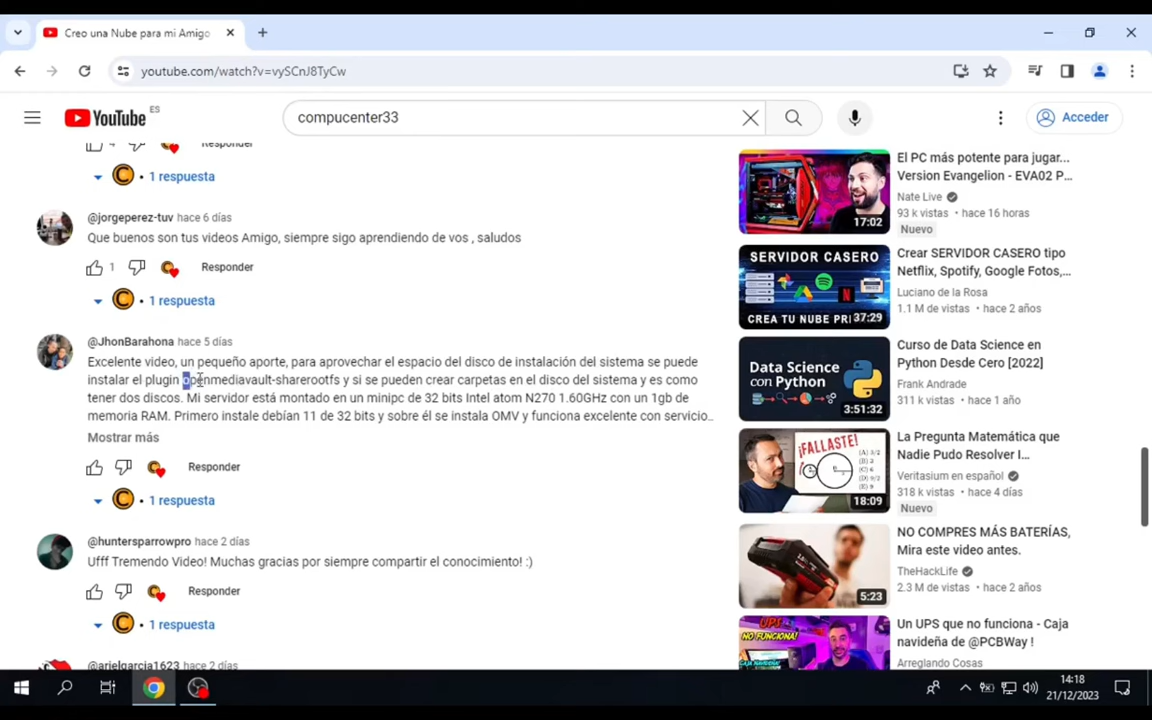 Creo una Nube para mi Amigo
youtube.com/watch?v=vySCnJ8TyCw
YouTube ES
compucenter33
Acceder
4 Responder
1 respuesta
@jorgeperez-tuv hace 6 días
Que buenos son tus videos Amigo, siempre sigo aprendiendo de vos , saludos
1 Responder
1 respuesta
@JhonBarahona hace 5 días
Excelente video, un pequeño aporte, para aprovechar el espacio del disco de instalación del sistema se puede
instalar el plugin openmediavault-sharerootfs y si se pueden crear carpetas en el disco del sistema y es como
tener dos discos. Mi servidor está montado en un minipc de 32 bits Intel atom N270 1.60GHz con un 1gb de
memoria RAM. Primero instale debían 11 de 32 bits y sobre él se instala OMV y funciona excelente con servicio..
Mostrar más
Responder
1 respuesta
@huntersparrowpro hace 2 días
Ufff Tremendo Video! Muchas gracias por siempre compartir el conocimiento! :)
Responder
1 respuesta
@arielgarcia1623 hace 2 días
17:02
El PC más potente para jugar...
Version Evangelion - EVA02 P...
Nate Live
93 k vistas • hace 16 horas
Nuevo
SERVIDOR CASERO
CREA TU NUBE PRI
37:29
Crear SERVIDOR CASERO tipo
Netflix, Spotify, Google Fotos,...
Luciano de la Rosa
1.1 M de vistas • hace 2 años
Data Science
con Python
3:51:32
Curso de Data Science en
Python Desde Cero [2022]
Frank Andrade
311 k vistas • hace 1 año
¡FALLASTE!
18:09
La Pregunta Matemática que
Nadie Pudo Resolver I...
Veritasium en español
318 k vistas • hace 4 días
Nuevo
5:23
NO COMPRES MÁS BATERÍAS,
Mira este video antes.
TheHackLife
2.3 M de vistas • hace 2 años
UPS QUE
NO FUNCIONA!
Un UPS que no funciona - Caja
navideña de @PCBWay !
Arreglando Cosas
14:18
21/12/2023